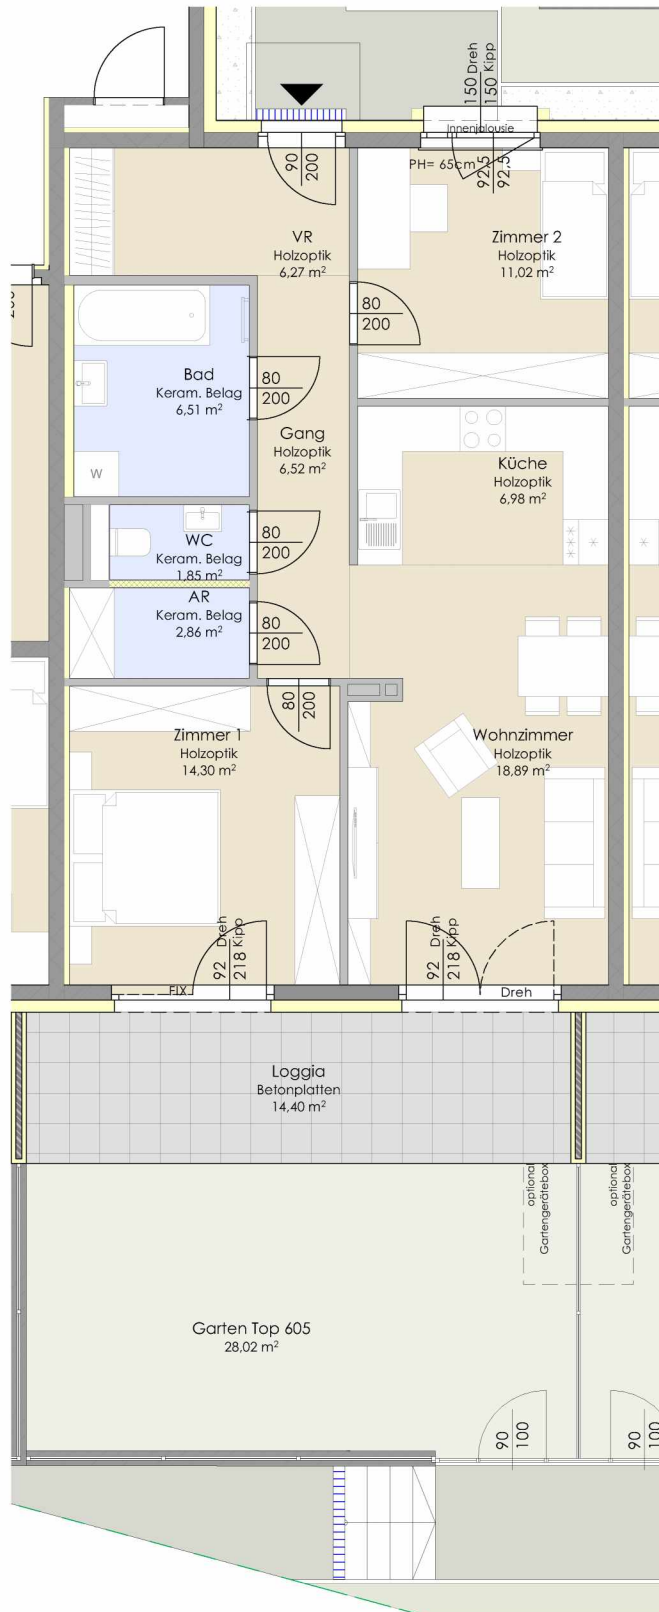 150 Dreh
150 Kipp
Innenjalousie
PH= 65cm
92,5
92,5
90
200
VR
Holzoptik
6,27 m²
Zimmer 2
Holzoptik
11,02 m²
80
200
Bad
Keram. Belag
6,51 m²
80
200
Gang
Holzoptik
6,52 m²
Küche
Holzoptik
6,98 m²
W
WC
Keram. Belag
1,85 m²
80
200
AR
Keram. Belag
2,86 m²
80
200
80
200
Zimmer 1
Holzoptik
14,30 m²
Wohnzimmer
Holzoptik
18,89 m²
92 Dreh
218 Kipp
92 Dreh
218 Kipp
FIX
Dreh
Loggia
Betonplatten
14,40 m²
optional
Gartengerätebox
optional
Gartengerätebox
Garten Top 605
28,02 m²
90
100
90
100